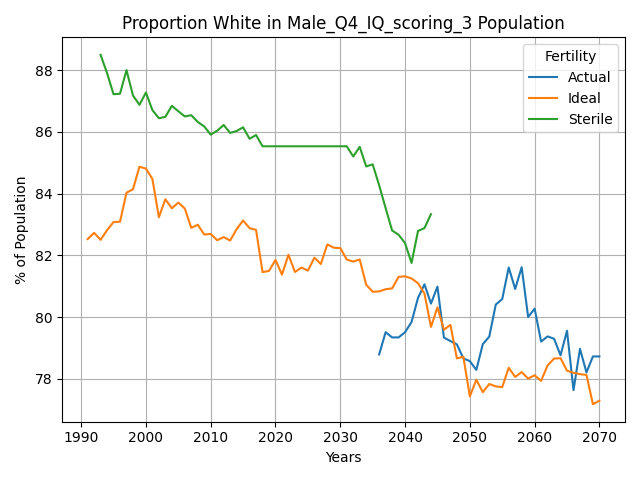 Proportion White in Male_Q4_IQ_scoring_3 Population
Fertility
Actual
Ideal
Sterile
% of Population
88
86
84
82
80
78
1990 2000 2010 2020 2030 2040 2050 2060 2070
Years